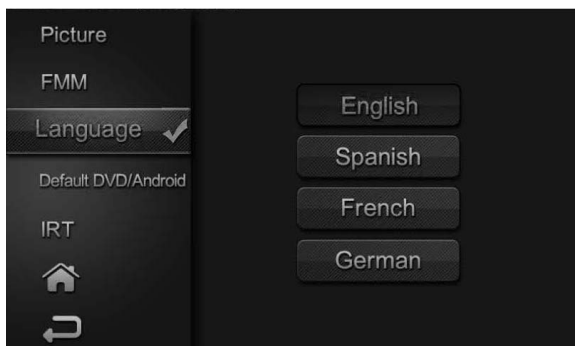 Picture
FMM
Language
Default DVD/Android
IRT
English
Spanish
French
German